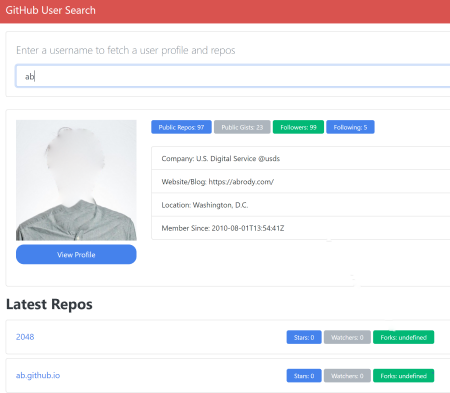 GitHub User Search
Enter a username to fetch a user profile and repos
ab
Public Repos: 97 Public Gists: 23 Followers: 99 Following: 5
Company: U.S. Digital Service @usds
Website/Blog: https://abrody.com/
Location: Washington, D.C.
Member Since: 2010-08-01T13:54:41Z
View Profile
Latest Repos
2048 Stars: 0 Watchers: 0 Forks: undefined
ab.github.io Stars: 0 Watchers: 0 Forks: undefined